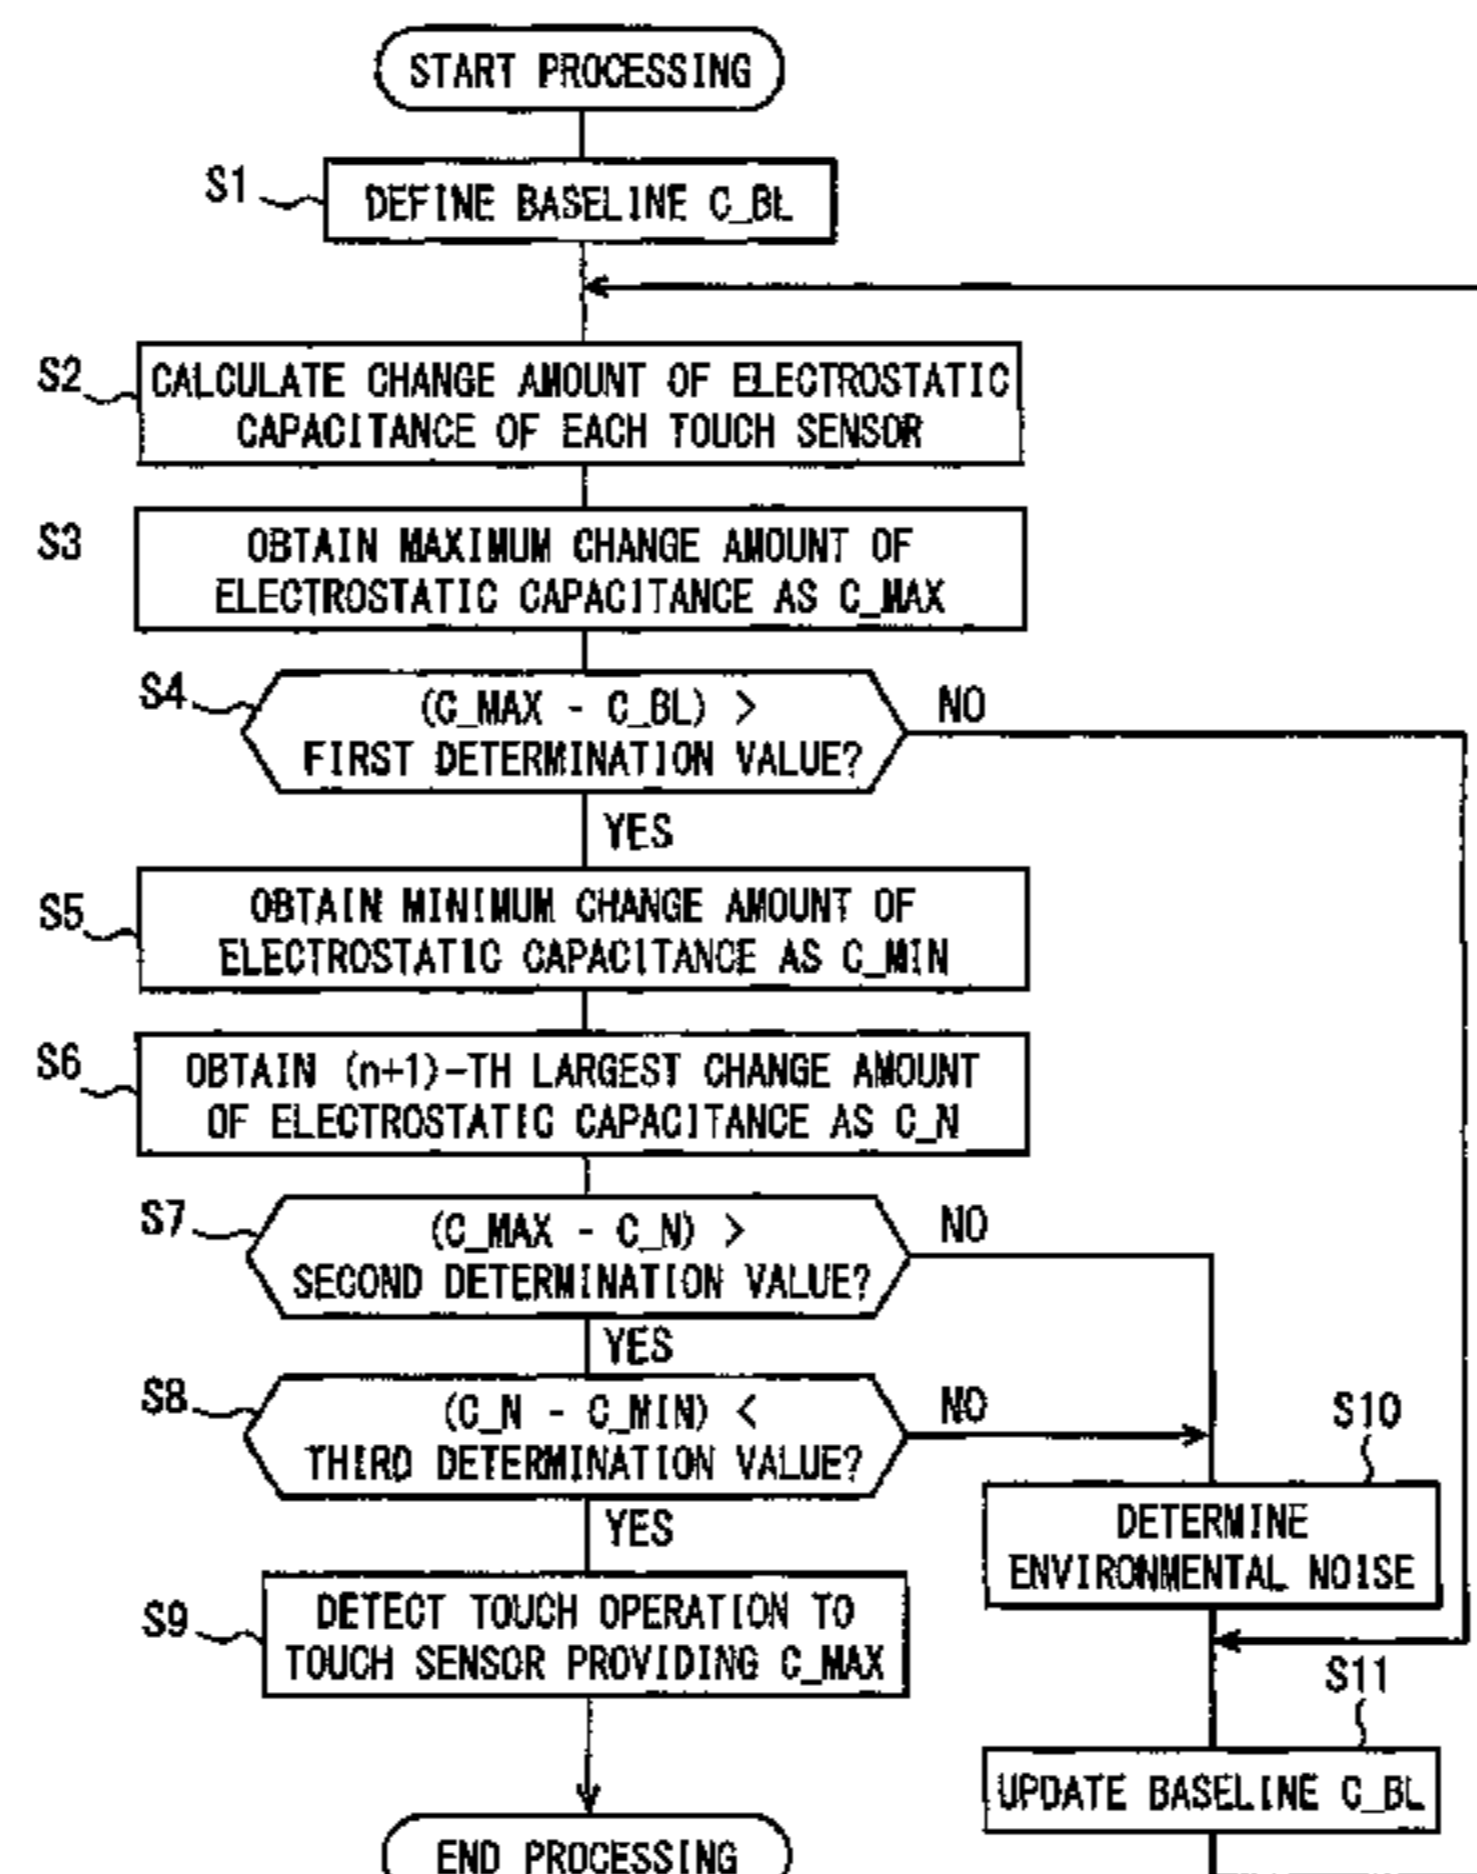 START PROCESSING
S1
DEFINE BASELINE C_BL
S2
CALCULATE CHANGE AMOUNT OF ELECTROSTATIC
CAPACITANCE OF EACH TOUCH SENSOR
S3
OBTAIN MAXIMUM CHANGE AMOUNT OF
ELECTROSTATIC CAPACITANCE AS C_MAX
S4
(C_MAX - C_BL) >
FIRST DETERMINATION VALUE?
NO
YES
S5
OBTAIN MINIMUM CHANGE AMOUNT OF
ELECTROSTATIC CAPACITANCE AS C_MIN
S6
OBTAIN (n+1)-TH LARGEST CHANGE AMOUNT
OF ELECTROSTATIC CAPACITANCE AS C_N
S7
(C_MAX - C_N) >
SECOND DETERMINATION VALUE?
NO
YES
S8
(C_N - C_MIN) <
THIRD DETERMINATION VALUE?
NO
YES
S10
DETERMINE
ENVIRONMENTAL NOISE
S9
DETECT TOUCH OPERATION TO
TOUCH SENSOR PROVIDING C_MAX
S11
UPDATE BASELINE C_BL
END PROCESSING